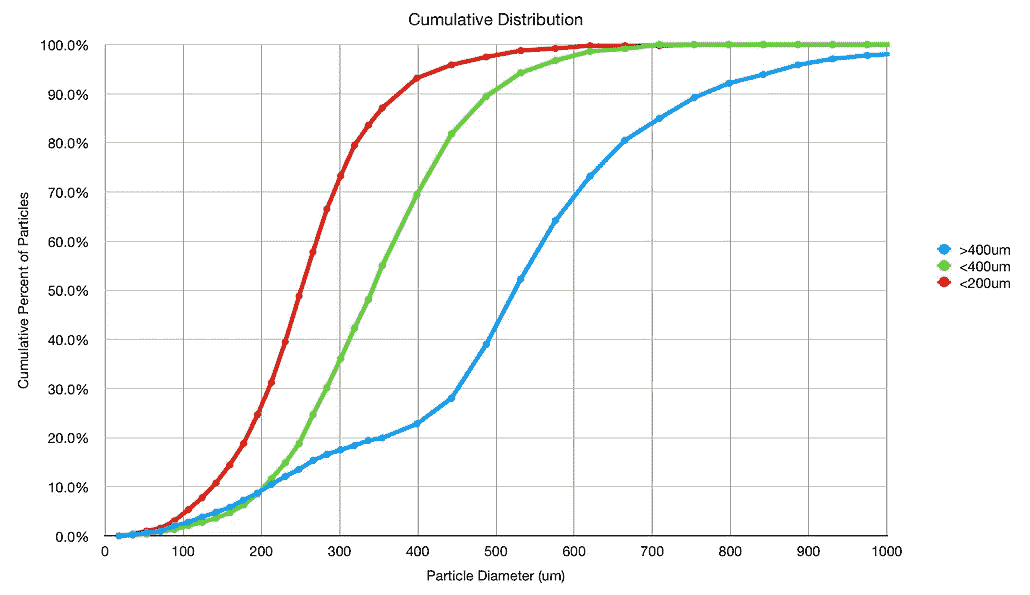 Cumulative Distribution
100.0%
90.0%
80.0%
70.0%
60.0%
50.0%
40.0%
30.0%
20.0%
10.0%
0.0%
Cumulative Percent of Particles
0 100 200 300 400 500 600 700 800 900 1000
Particle Diameter (um)
>400um
<400um
<200um